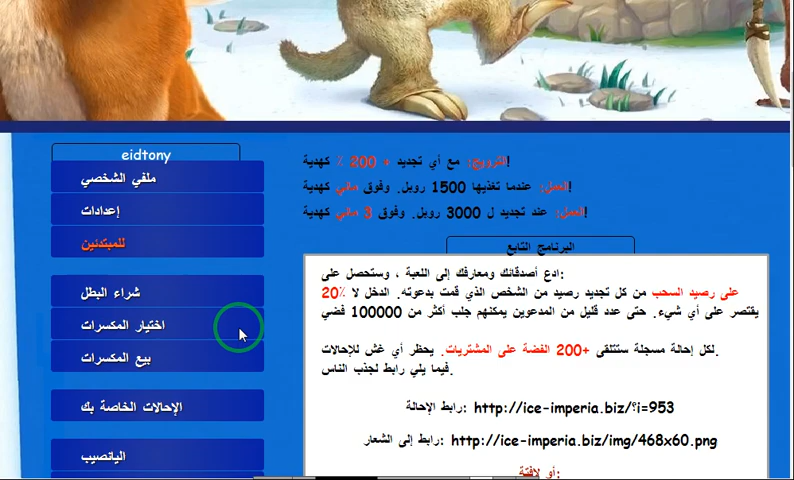 eidtony
ملفي الشخصي
إعدادات
للمبتدئين
شراء البطل
اختيار المكسرات
بيع المكسرات
الإحالات الخاصة بك
اليانصيب
الترويج: مع أي تجديد + 200 ٪ كهدية!
العمل: عندما تغذيها 1500 روبل. وفوق ماني كهدية!
العمل: عند تجديد ل 3000 روبل. وفوق 3 ماني كهدية!
البرنامج التابع
ادع أصدقائك ومعارفك إلى اللعبة ، وستحصل على:
20٪ على رصيد السحب من كل تجديد رصيد من الشخص الذي قمت بدعوته. الدخل لا
يقتصر على أي شيء. حتى عدد قليل من المدعوين يمكنهم جلب أكثر من 100000 فضي
لكل إحالة مسجلة ستتلقى +200 الفضة على المشتريات. يحظر أي غش للإحالات.
فيما يلي رابط لجذب الناس.
رابط الإحالة: http://ice-imperia.biz/?i=953
رابط إلى الشعار: http://ice-imperia.biz/img/468x60.png
أو لافتة: